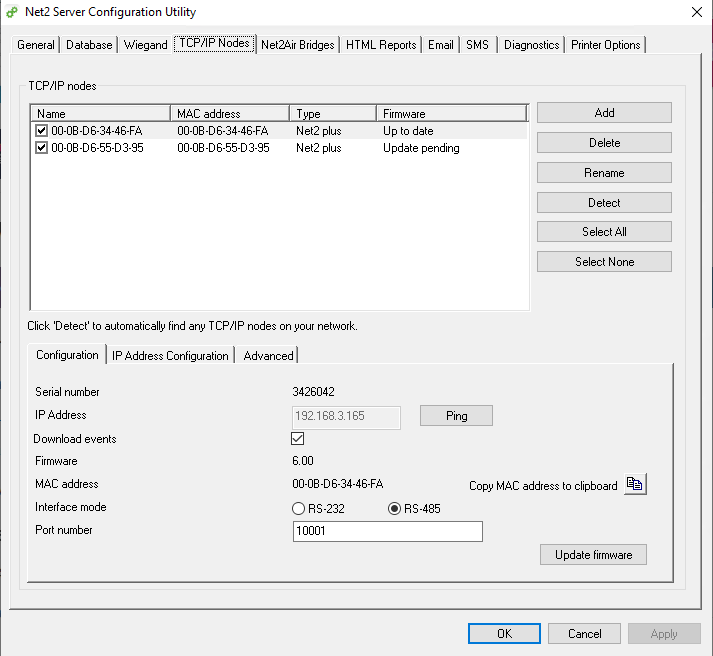 Net2 Server Configuration Utility
General Database Wiegand TCP/IP Nodes Net2Air Bridges HTML Reports Email SMS Diagnostics Printer Options
TCP/IP nodes
Name MAC address Type Firmware
00-0B-D6-34-46-FA 00-0B-D6-34-46-FA Net2 plus Up to date
00-0B-D6-55-D3-95 00-0B-D6-55-D3-95 Net2 plus Update pending
Add
Delete
Rename
Detect
Select All
Select None
Click 'Detect' to automatically find any TCP/IP nodes on your network.
Configuration IP Address Configuration Advanced
Serial number 3426042
IP Address 192.168.3.165 Ping
Download events
Firmware 6.00
MAC address 00-0B-D6-34-46-FA Copy MAC address to clipboard
Interface mode RS-232 RS-485
Port number 10001
Update firmware
OK Cancel Apply